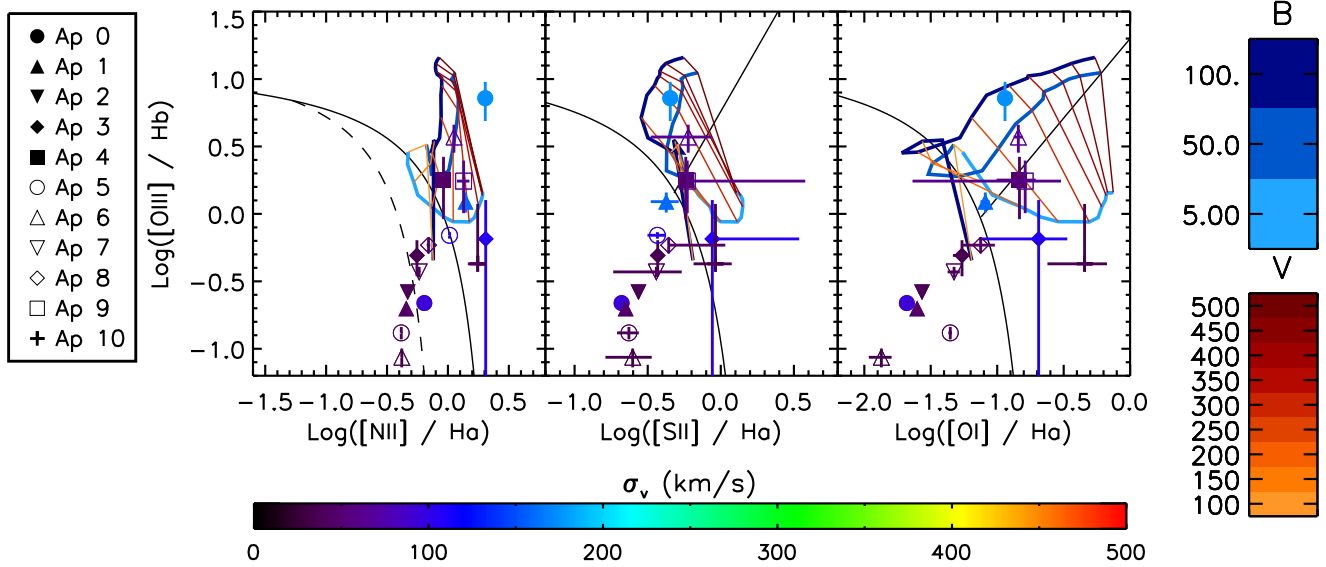 Ap 0
Ap 1
Ap 2
Ap 3
Ap 4
Ap 5
Ap 6
Ap 7
Ap 8
Ap 9
Ap 10
Log([OIII] / Hb)
1.5
1.0
0.5
0.0
−0.5
−1.0
−1.5 −1.0 −0.5 0.0 0.5
Log([NII] / Ha)
−1.0 −0.5 0.0 0.5
Log([SII] / Ha)
−2.0 −1.5 −1.0 −0.5 0.0
Log([OI] / Ha)
B
100.
50.0
5.00
V
500
450
400
350
300
250
200
150
100
σv (km/s)
0 100 200 300 400 500